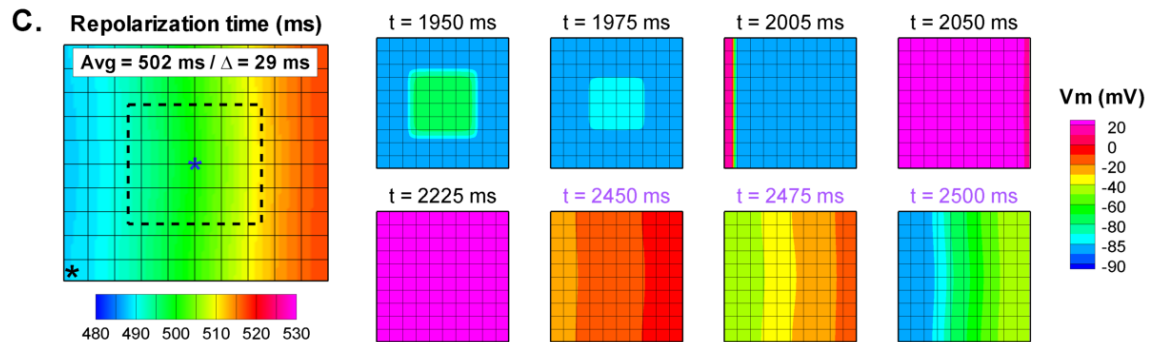 C.
Repolarization time (ms)
Avg = 502 ms / Δ = 29 ms
*
*
480 490 500 510 520 530
t = 1950 ms
t = 1975 ms
t = 2005 ms
t = 2050 ms
t = 2225 ms
t = 2450 ms
t = 2475 ms
t = 2500 ms
Vm (mV)
20
0
-20
-40
-60
-80
-85
-90